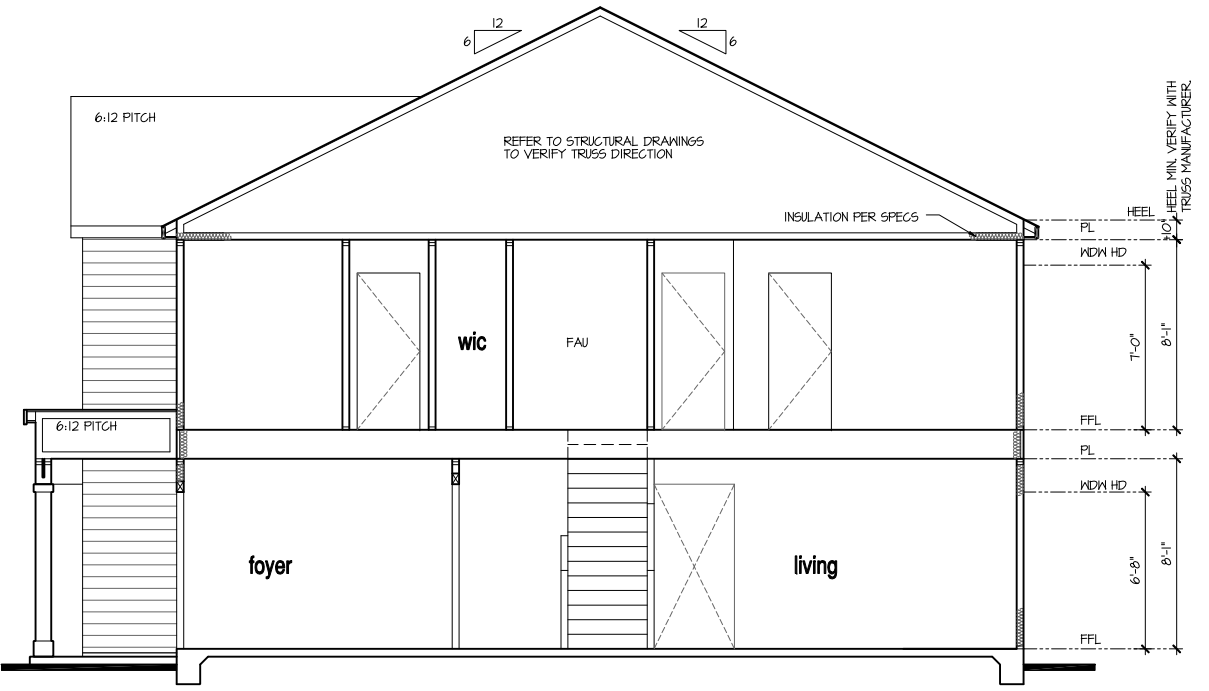 12
6
12
6
6:12 PITCH
REFER TO STRUCTURAL DRAWINGS
TO VERIFY TRUSS DIRECTION
HEEL MIN. VERIFY WITH
TRUSS MANUFACTURER.
INSULATION PER SPECS
HEEL
10"
PL
WDW HD
wic
FAU
7'-0"
8'-1"
6:12 PITCH
FFL
PL
WDW HD
foyer
living
6'-8"
8'-1"
FFL